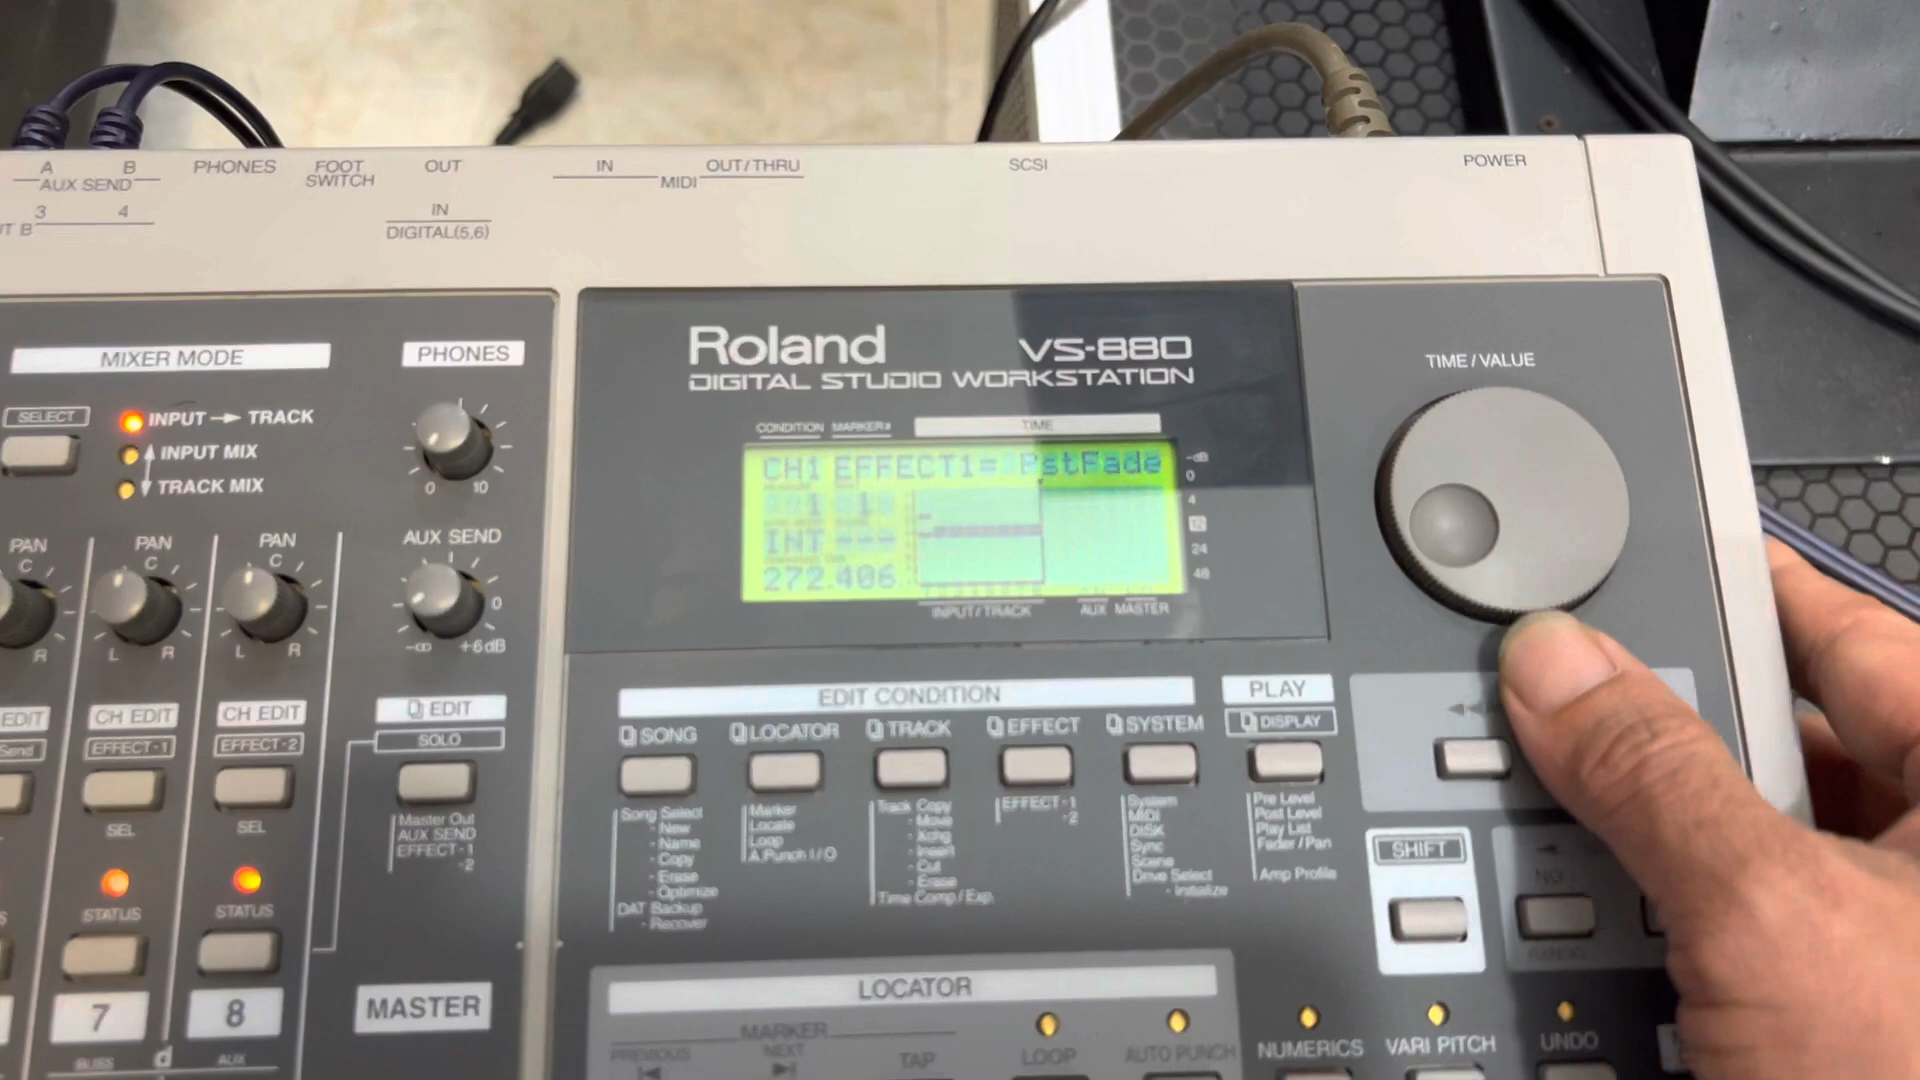 A B PHONES FOOT SWITCH OUT IN OUT/THRU SCSI POWER
AUX SEND MIDI
3 4 IN
DIGITAL(5,6)
MIXER MODE PHONES
SELECT INPUT → TRACK
INPUT MIX
TRACK MIX
0 10
Roland VS-880
DIGITAL STUDIO WORKSTATION
TIME / VALUE
CONDITION MARKER# TIME
CH1 EFFECT1= PstFade
1 1
INT ---
272.406
-dB
0
4
12
24
48
INPUT/TRACK AUX MASTER
PAN PAN PAN AUX SEND
C C C
0
R L R L R -∞ +6dB
EDIT CH EDIT CH EDIT EDIT
Send EFFECT-1 EFFECT-2 SOLO
SEL SEL
Master Out
AUX SEND
EFFECT-1
-2
STATUS STATUS
7 8 MASTER
AUX
EDIT CONDITION PLAY
SONG LOCATOR TRACK EFFECT SYSTEM DISPLAY
Song Select
- New
- Name
- Copy
- Erase
- Optimize
DAT Backup
- Recover
Marker
Locate
Loop
A.Punch I/O
Track Copy
- Move
- Xchg
- Insert
- Cut
- Erase
Time Comp./Exp.
EFFECT-1
-2
System
MIDI
DISK
Sync
Scene
Drive Select
- Initialize
Pre Level
Post Level
Play List
Fader/Pan
Amp Profile
SHIFT NO
LOCATOR
MARKER
PREVIOUS NEXT TAP LOOP AUTO PUNCH NUMERICS VARI PITCH UNDO